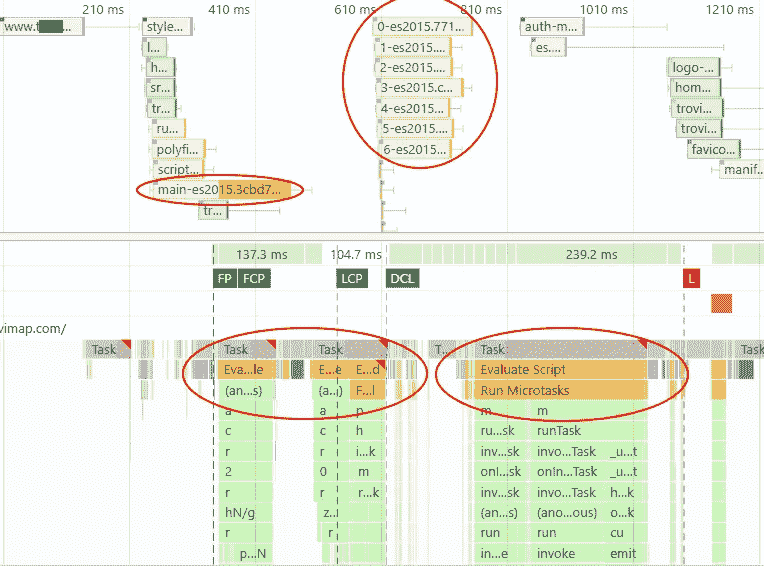 210 ms 410 ms 610 ms 810 ms 1010 ms 1210 ms
www.t style... 0-es2015.771... auth-m...
l... 1-es2015.... es....
h... 2-es2015.... logo-...
sr... 3-es2015.c... hom...
tr... 4-es2015.... trovi...
ru... 5-es2015.... trovi...
polyfi... 6-es2015... favico...
script... manif...
main-es2015.3cbd7...
tr...
137.3 ms 104.7 ms 239.2 ms
FP FCP LCP DCL L
vimap.com/
Task Task Task T... Task Task
Eva...le E...e E...d Evaluate Script
(an...s) (a...) F...l Run Microtasks
a a p m m
c c h ru...sk runTask
r r i...k inv...sk invo...Task _u...t
2 0 m onI...sk onIn...Task _u...t
r r r...k inv...sk invo...Task h...k
hN/g z... (an...s) (ano...ous) o...k
r r run run cu
p...N in...e invoke emit